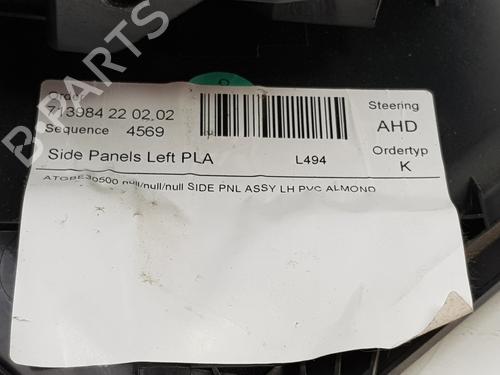 B-PARTS
Order
713984 22 02.02
Sequence 4569
Steering
AHD
Side Panels Left PLA
L494
Ordertyp
K
null/null/null SIDE PNL ASSY LH PVC ALMOND